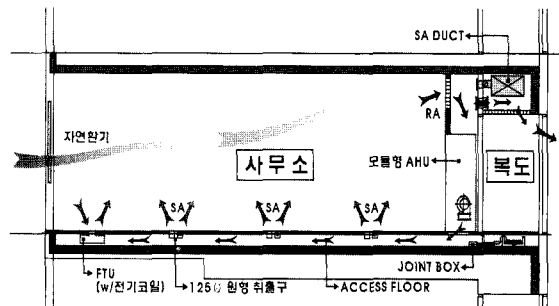 SA DUCT
RA
자연환기
사무소
모듈형 AHU
복도
SA
SA
SA
JOINT BOX
FTU
(w/전기코일)
125Ø 원형 취출구
ACCESS FLOOR